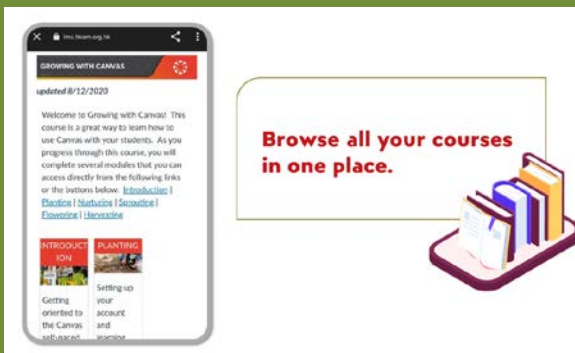 GROWING WITH CANVAS
updated 8/12/2020
Welcome to Growing with Canvas! This
course is a great way to learn how to
use Canvas with your students. As you
progress through this course, you will
complete several modules that you can
access directly from the following links
or the buttons below: Introduction |
Planting | Nurturing | Sprouting |
Flowering | Harvesting
INTRODUCT
ION
Getting
oriented to
the Canvas
self-paced
PLANTING
Setting up
your
account
and
learning
Browse all your courses
in one place.